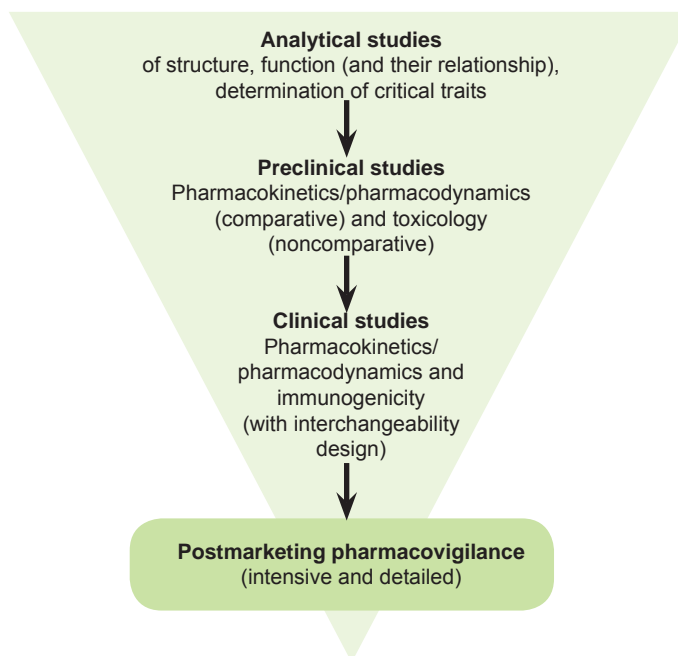 Analytical studies
of structure, function (and their relationship),
determination of critical traits
Preclinical studies
Pharmacokinetics/pharmacodynamics
(comparative) and toxicology
(noncomparative)
Clinical studies
Pharmacokinetics/
pharmacodynamics and
immunogenicity
(with interchangeability
design)
Postmarketing pharmacovigilance
(intensive and detailed)